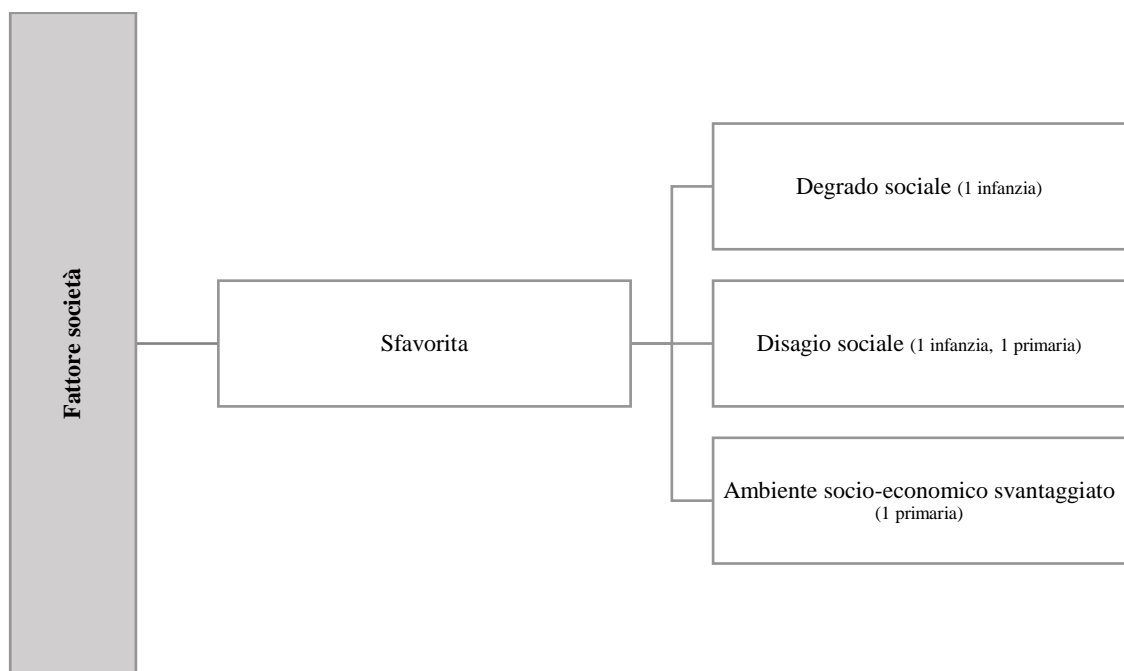 Fattore società
Sfavorita
Degrado sociale (1 infanzia)
Disagio sociale (1 infanzia, 1 primaria)
Ambiente socio-economico svantaggiato
(1 primaria)